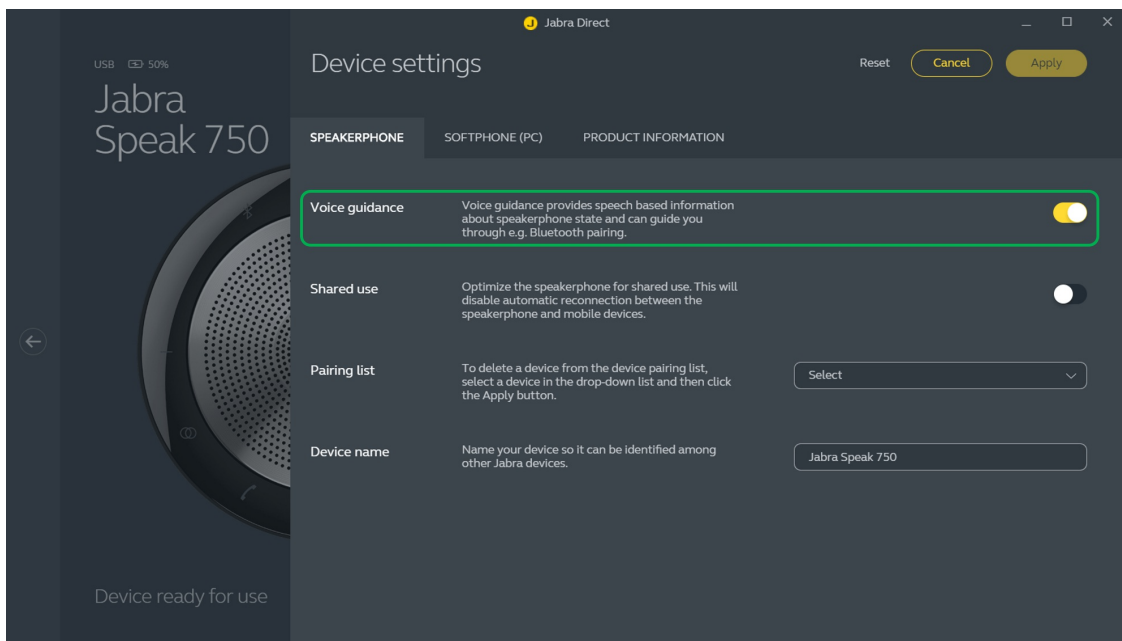 Jabra Direct
USB 50%
Jabra
Speak 750
Device settings
Reset
Cancel
Apply
SPEAKERPHONE
SOFTPHONE (PC)
PRODUCT INFORMATION
Voice guidance
Voice guidance provides speech based information
about speakerphone state and can guide you
through e.g. Bluetooth pairing.
Shared use
Optimize the speakerphone for shared use. This will
disable automatic reconnection between the
speakerphone and mobile devices.
Pairing list
To delete a device from the device pairing list,
select a device in the drop-down list and then click
the Apply button.
Select
Device name
Name your device so it can be identified among
other Jabra devices.
Jabra Speak 750
Device ready for use